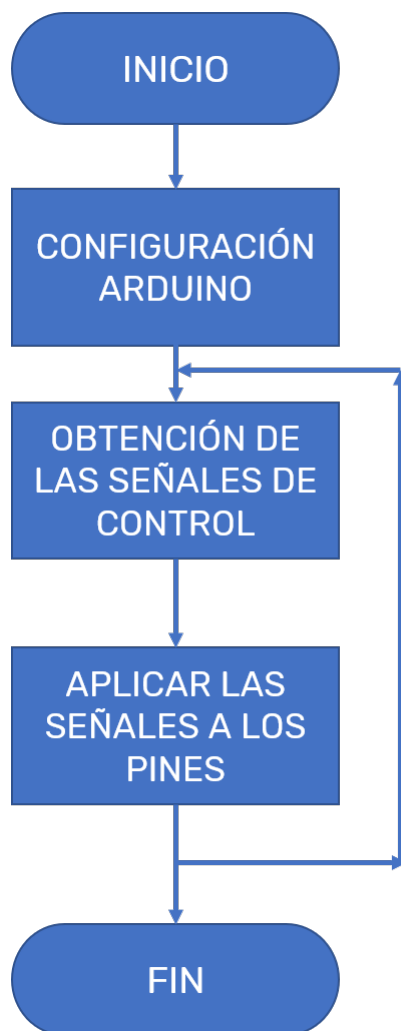 INICIO
CONFIGURACIÓN
ARDUINO
OBTENCIÓN DE
LAS SEÑALES DE
CONTROL
APLICAR LAS
SEÑALES A LOS
PINES
FIN